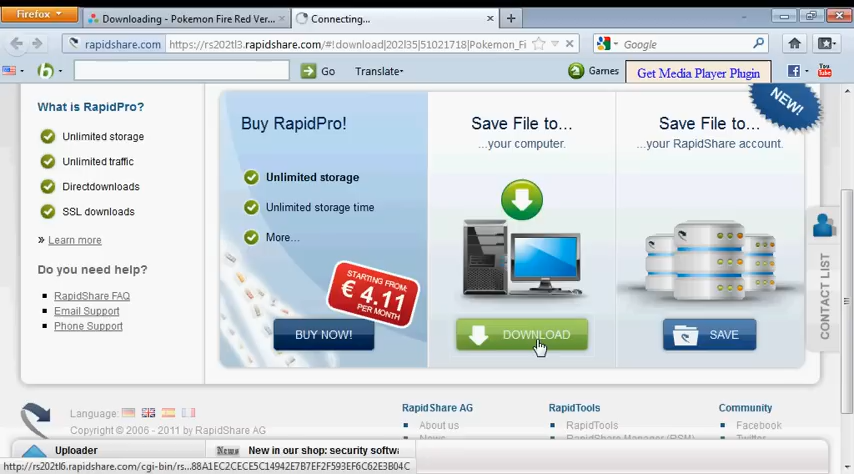 Firefox
Downloading - Pokemon Fire Red Ver...
Connecting...
rapidshare.com
https://rs202tl3.rapidshare.com/#!download|202l35|51021718|Pokemon_Fi
Google
Go
Translate
Games
Get Media Player Plugin
You
Tube
What is RapidPro?
Unlimited storage
Unlimited traffic
Directdownloads
SSL downloads
» Learn more
Do you need help?
RapidShare FAQ
Email Support
Phone Support
Buy RapidPro!
Unlimited storage
Unlimited storage time
More...
STARTING FROM:
€ 4.11
PER MONTH
BUY NOW!
Save File to...
...your computer.
DOWNLOAD
Save File to...
...your RapidShare account.
SAVE
NEW!
CONTACT LIST
Language:
Copyright © 2006 - 2011 by RapidShare AG
RapidShare AG
About us
News
RapidTools
RapidTools
RapidShare Manager (RSM)
Community
Facebook
Twitter
Uploader
News
New in our shop: security softwa
http://rs202tl6.rapidshare.com/cgi-bin/rs...88A1EC2CECE5C14942E7B7EF2F593EF6C62E3B04C